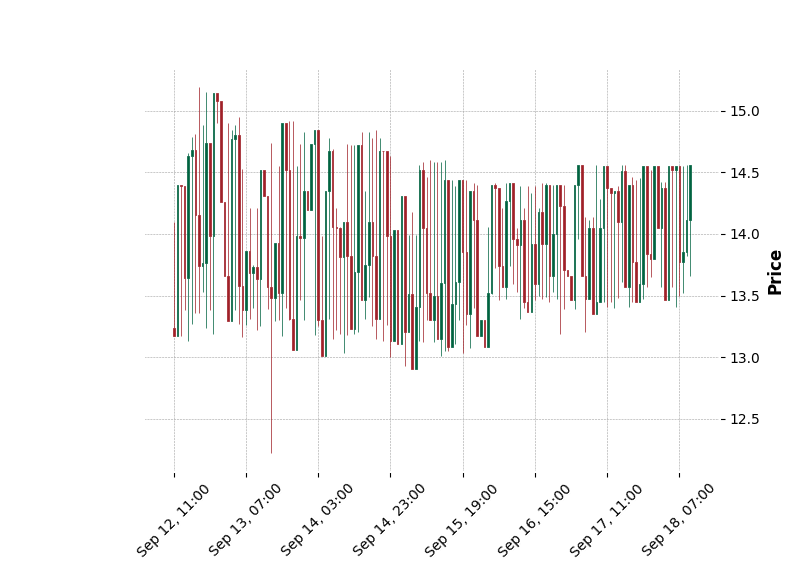 15.0
14.5
14.0
13.5
13.0
12.5
Price
Sep 12, 11:00
Sep 13, 07:00
Sep 14, 03:00
Sep 14, 23:00
Sep 15, 19:00
Sep 16, 15:00
Sep 17, 11:00
Sep 18, 07:00